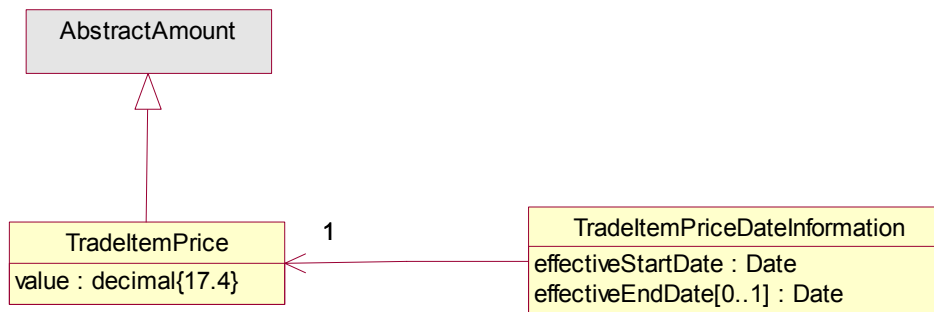 AbstractAmount
TradeItemPrice
value : decimal{17.4}
1
TradeItemPriceDateInformation
effectiveStartDate : Date
effectiveEndDate[0..1] : Date